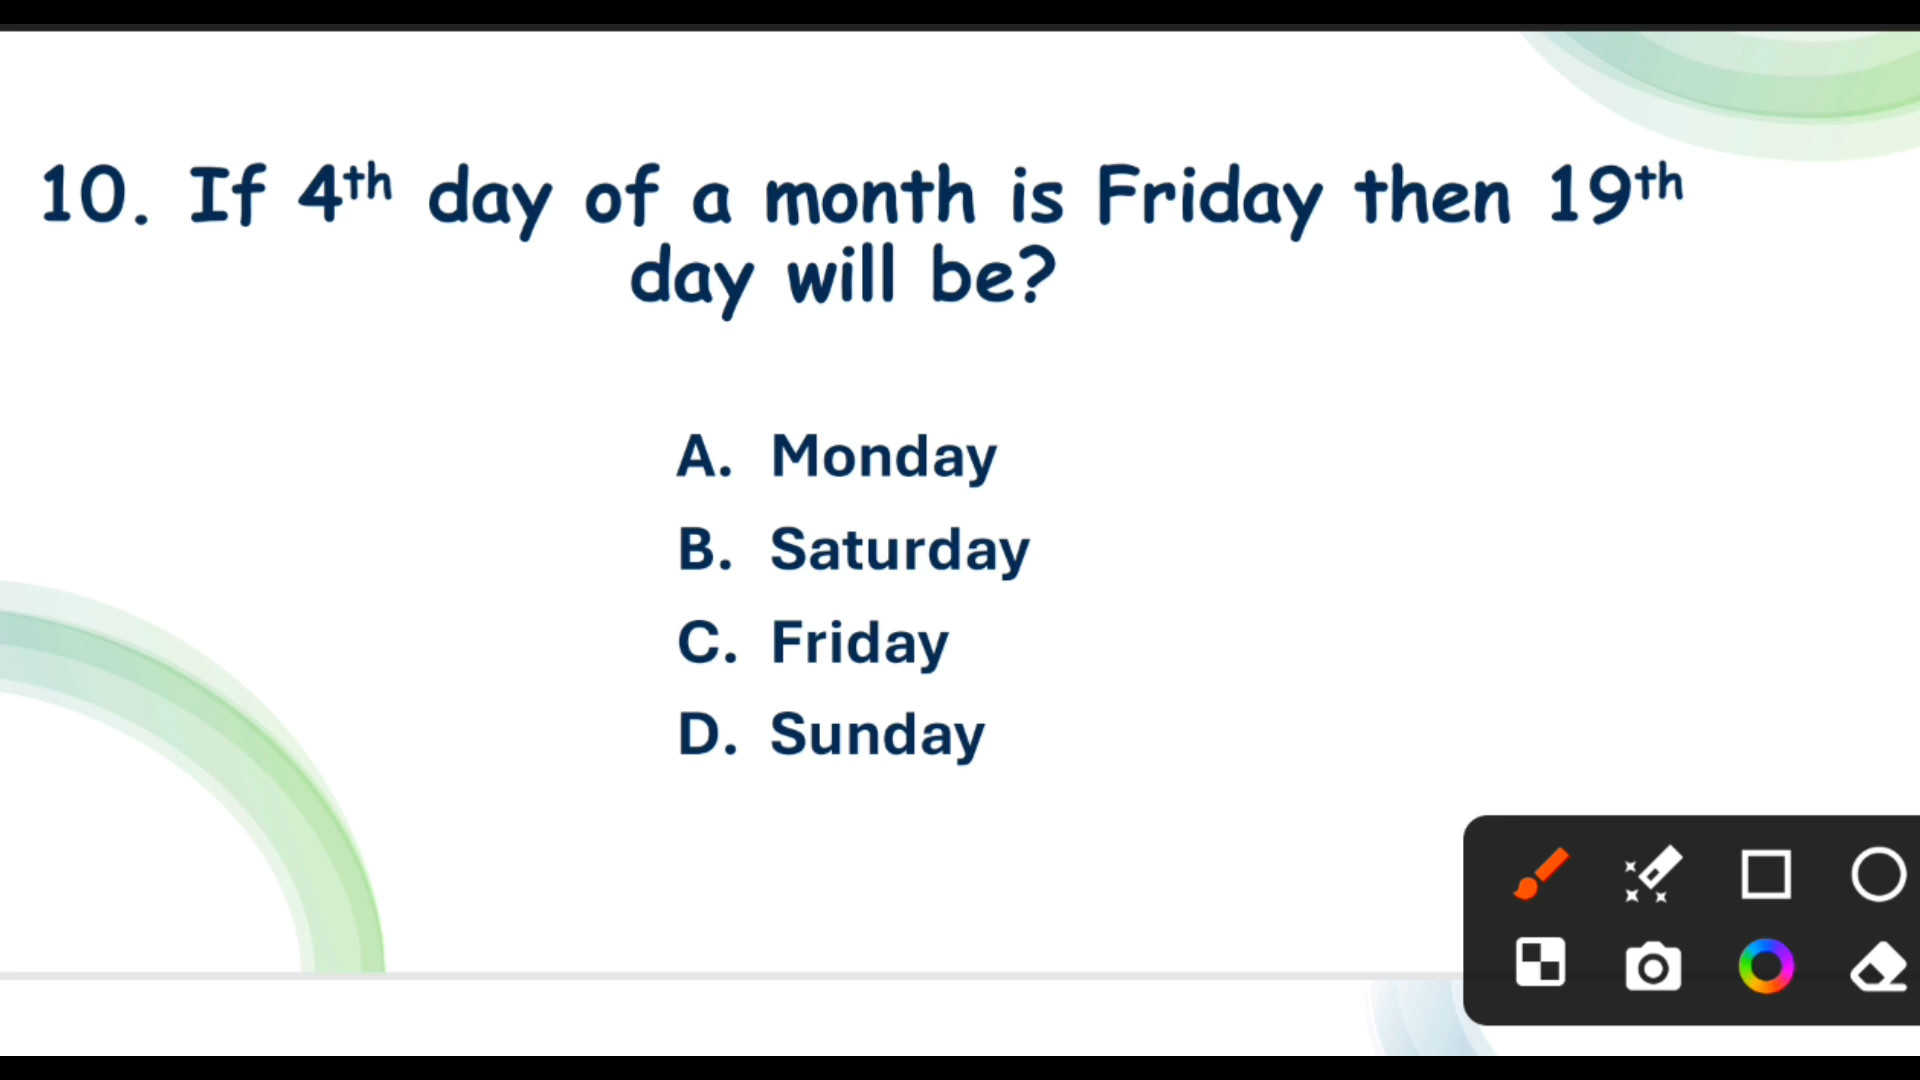 10. If 4th day of a month is Friday then 19th
day will be?
A. Monday
B. Saturday
C. Friday
D. Sunday